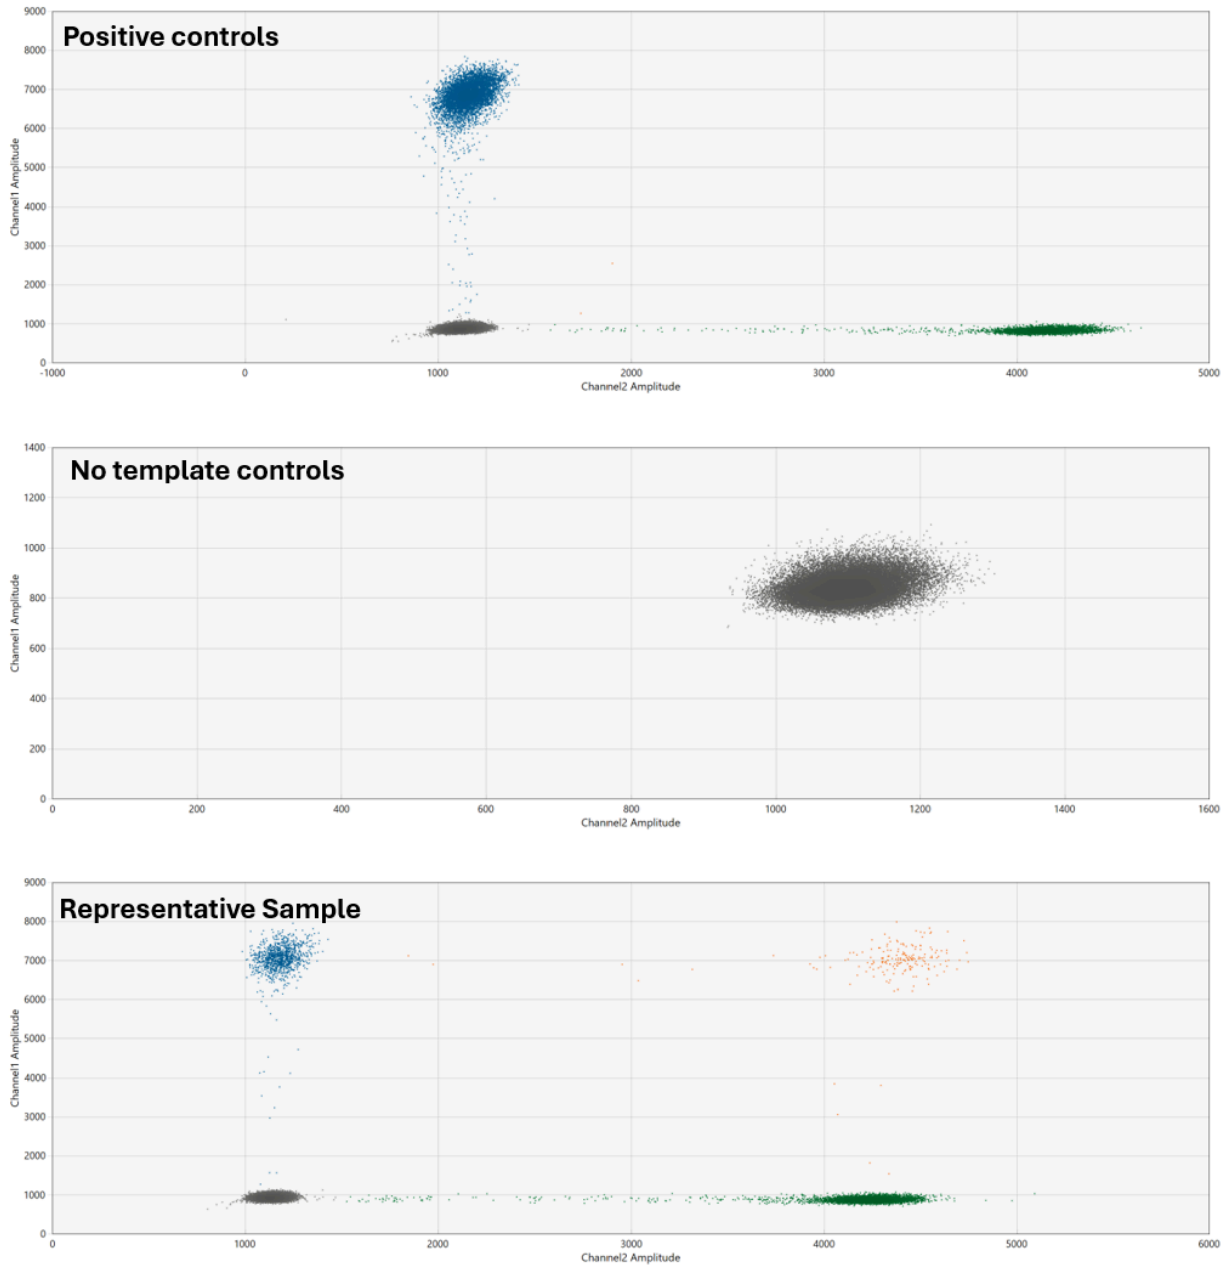 Positive controls
9000
8000
7000
6000
5000
4000
3000
2000
1000
0
Channel1 Amplitude
-1000 0 1000 2000 3000 4000 5000
Channel2 Amplitude
No template controls
1400
1200
1000
800
600
400
200
0
Channel1 Amplitude
0 200 400 600 800 1000 1200 1400 1600
Channel2 Amplitude
Representative Sample
9000
8000
7000
6000
5000
4000
3000
2000
1000
0
Channel1 Amplitude
0 1000 2000 3000 4000 5000 6000
Channel2 Amplitude